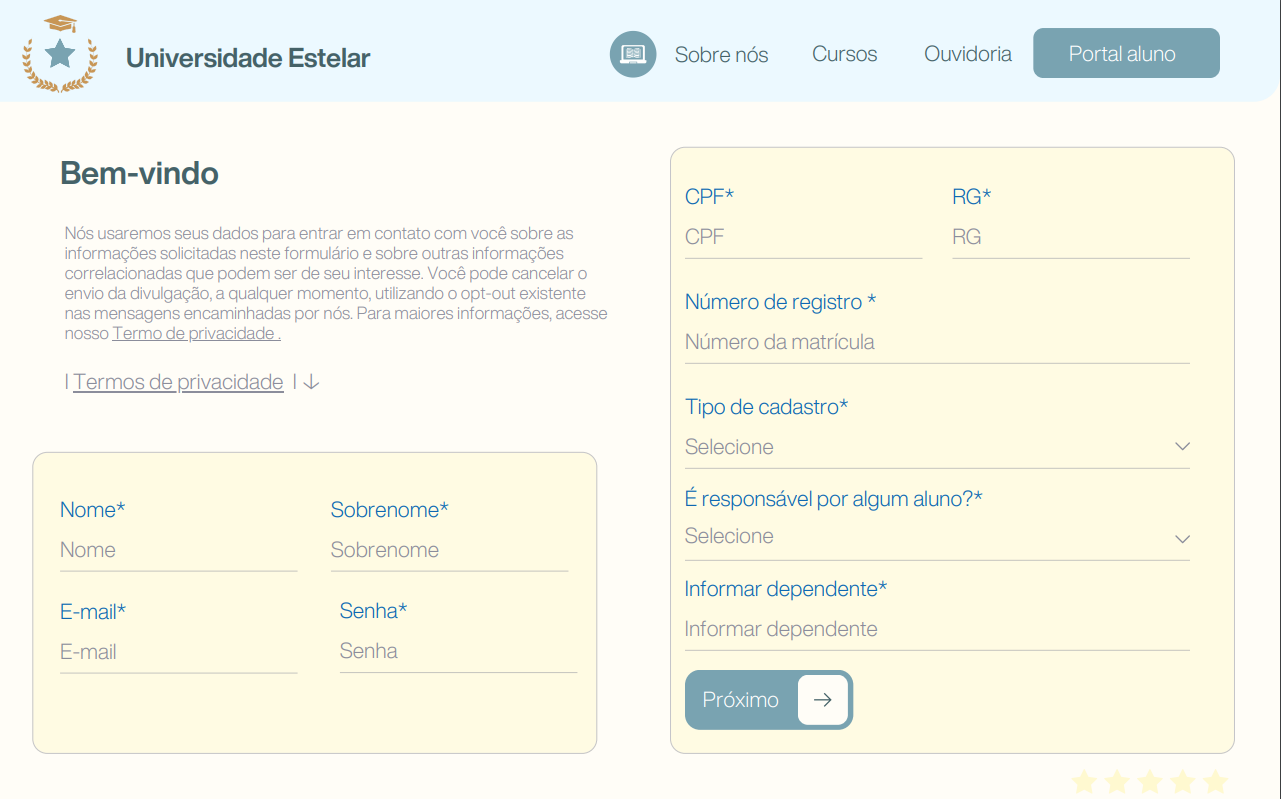 Universidade Estelar
Sobre nós
Cursos
Ouvidoria
Portal aluno
Bem-vindo
Nós usaremos seus dados para entrar em contato com você sobre as
informações solicitadas neste formulário e sobre outras informações
correlacionadas que podem ser de seu interesse. Você pode cancelar o
envio da divulgação, a qualquer momento, utilizando o opt-out existente
nas mensagens encaminhadas por nós. Para maiores informações, acesse
nosso Termo de privacidade .
| Termos de privacidade | ↓
Nome*
Nome
Sobrenome*
Sobrenome
E-mail*
E-mail
Senha*
Senha
CPF*
CPF
RG*
RG
Número de registro *
Número da matrícula
Tipo de cadastro*
Selecione
É responsável por algum aluno?*
Selecione
Informar dependente*
Informar dependente
Próximo →